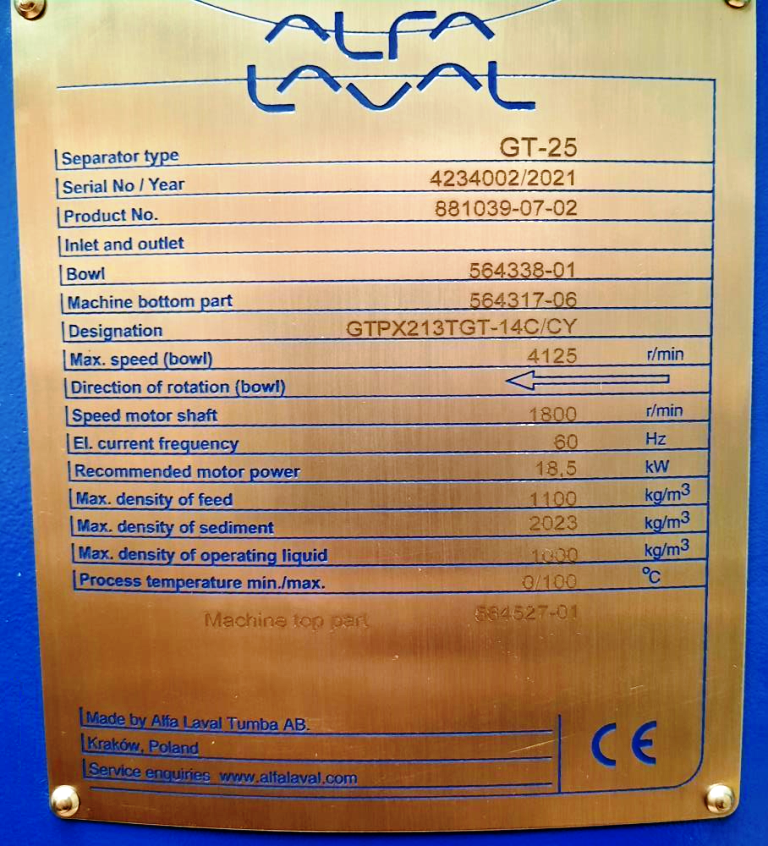 ALFA
LAVAL
Separator type GT-25
Serial No / Year 4234002/2021
Product No. 881039-07-02
Inlet and outlet
Bowl 564338-01
Machine bottom part 564317-06
Designation GTPX213TGT-14C/CY
Max. speed (bowl) 4125 r/min
Direction of rotation (bowl)
Speed motor shaft 1800 r/min
El. current frequency 60 Hz
Recommended motor power 18,5 kW
Max. density of feed 1100 kg/m³
Max. density of sediment 2023 kg/m³
Max. density of operating liquid 1000 kg/m³
Process temperature min./max. 0/100 °C
Machine top part
Made by Alfa Laval Tumba AB.
Kraków, Poland
Service enquiries www.alfalaval.com
CE